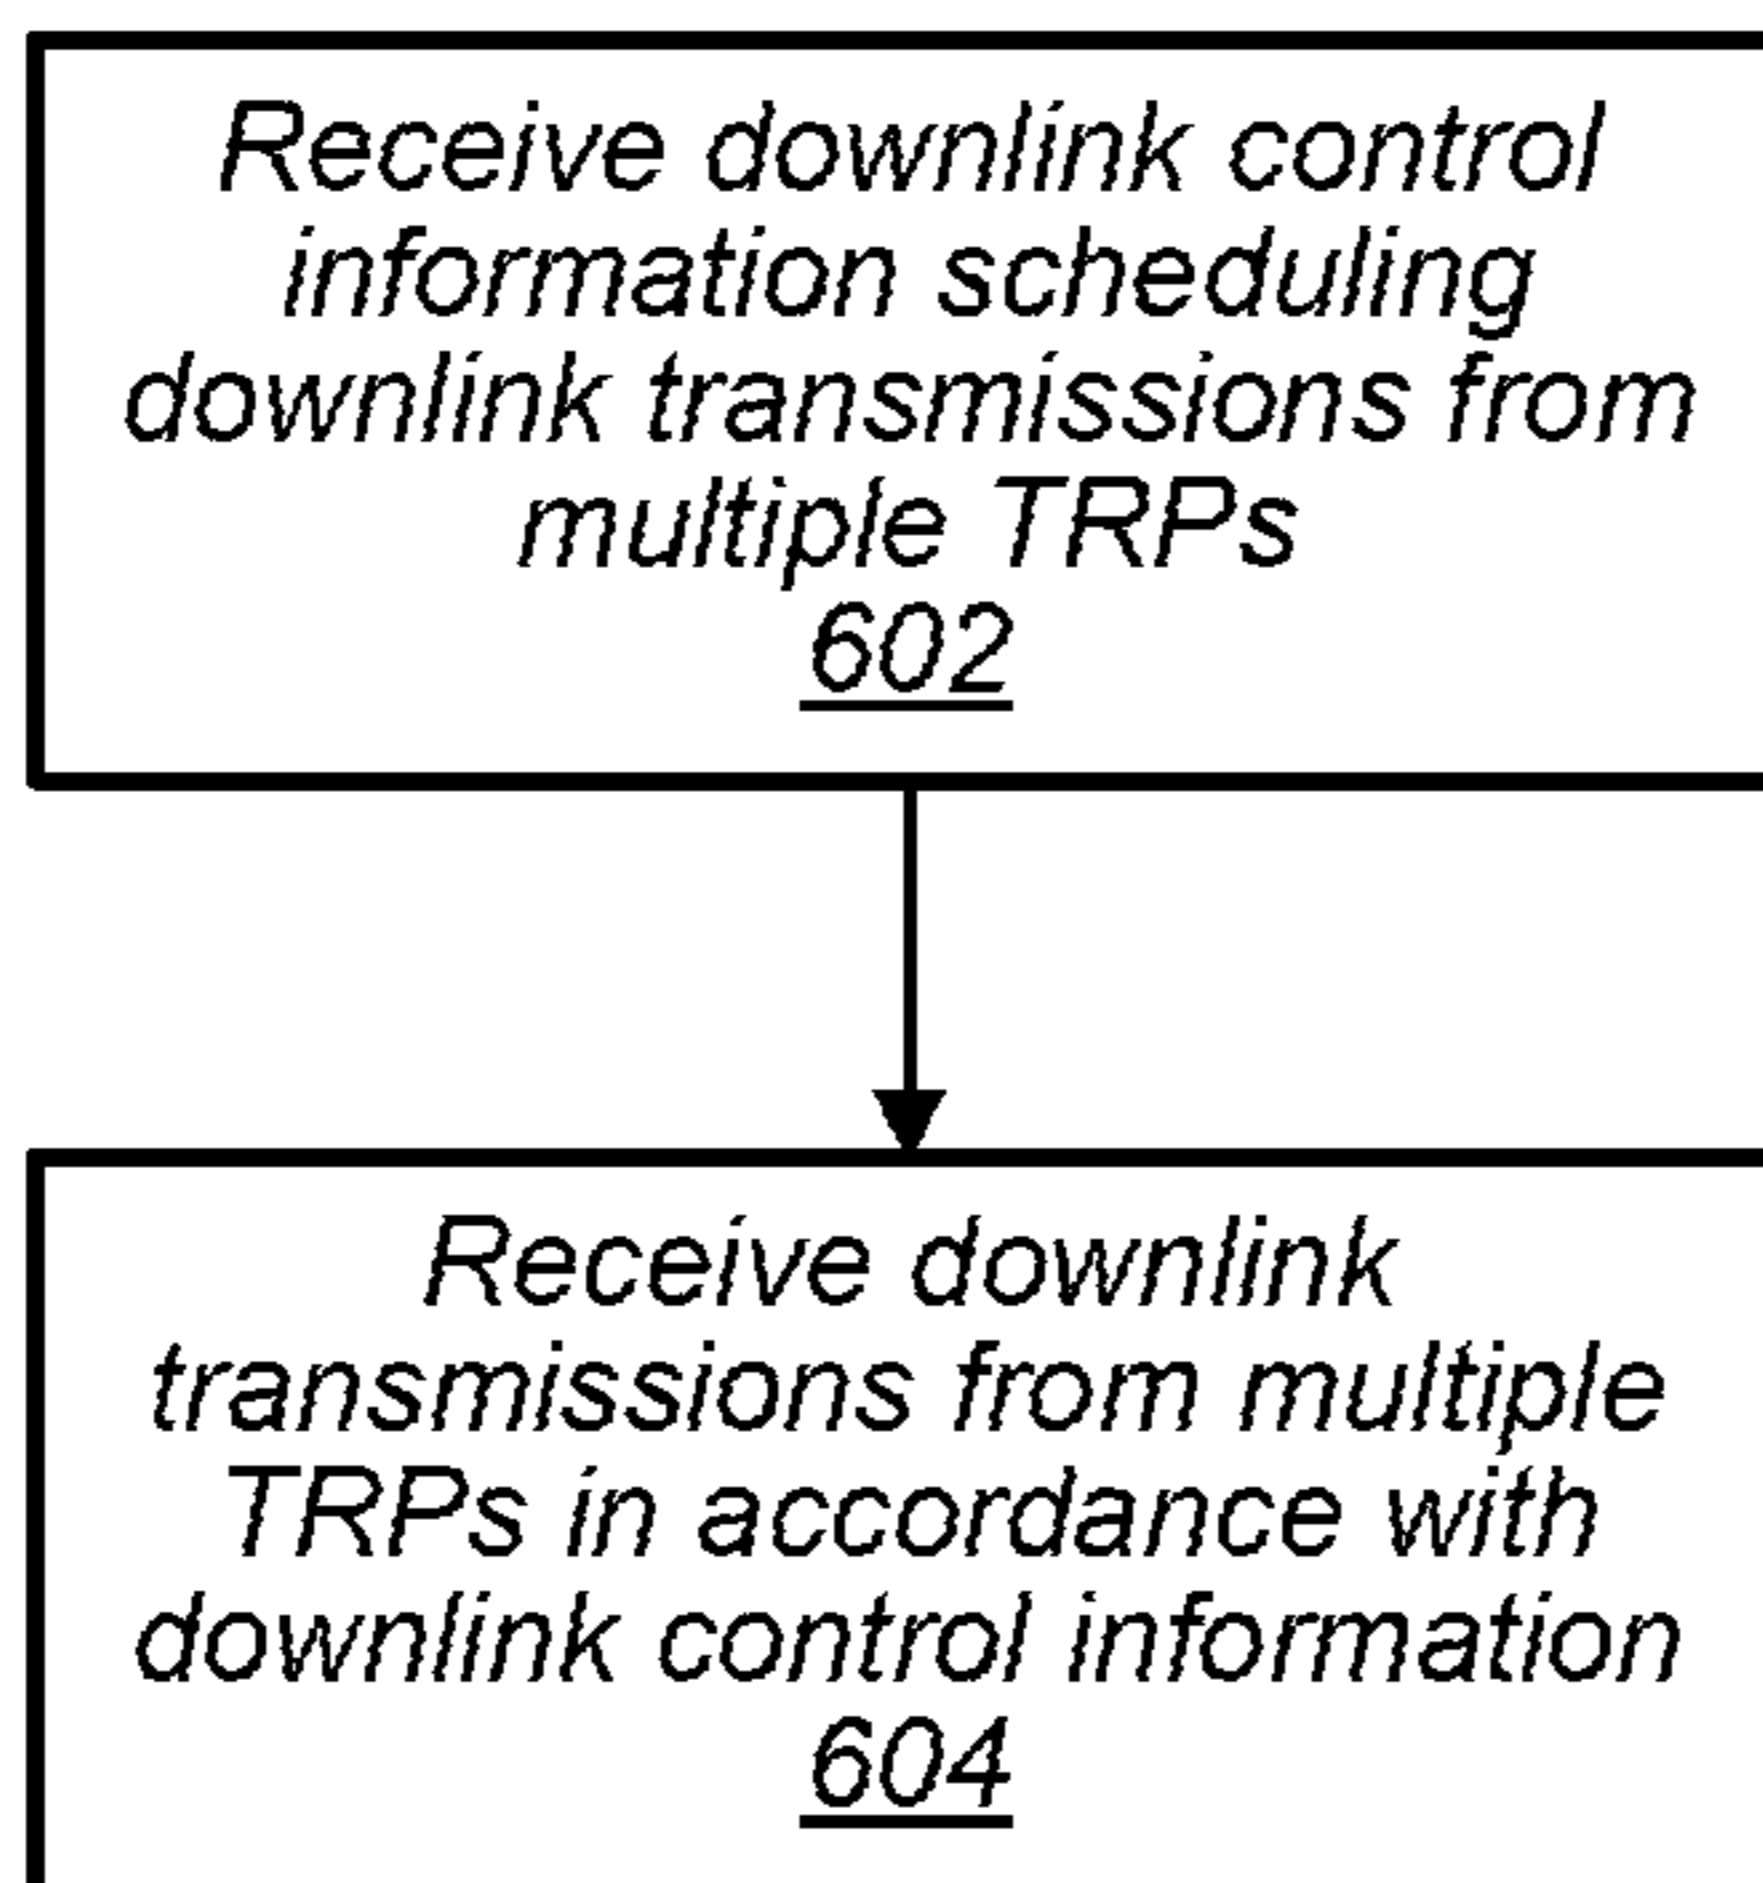 Receive downlink control
information scheduling
downlink transmissions from
multiple TRPs
602
Receive downlink
transmissions from multiple
TRPs in accordance with
downlink control information
604